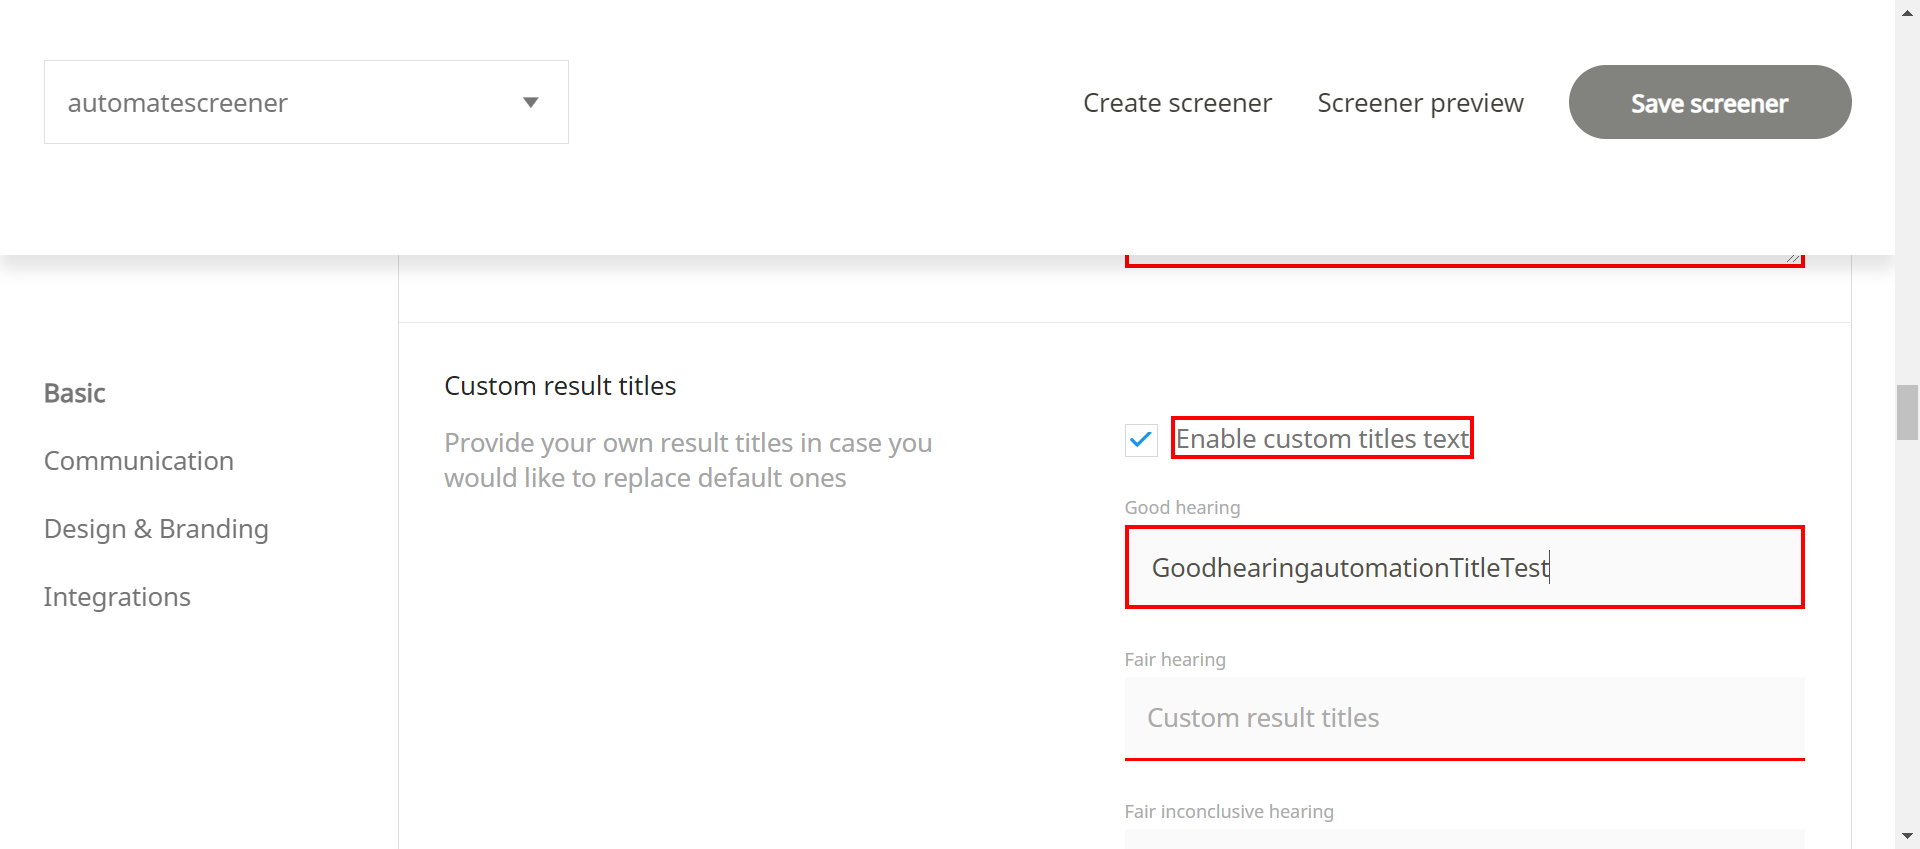 automatescreener
Create screener
Screener preview
Save screener
Basic
Communication
Design & Branding
Integrations
Custom result titles
Provide your own result titles in case you
would like to replace default ones
Enable custom titles text
Good hearing
GoodhearingautomationTitleTest
Fair hearing
Custom result titles
Fair inconclusive hearing